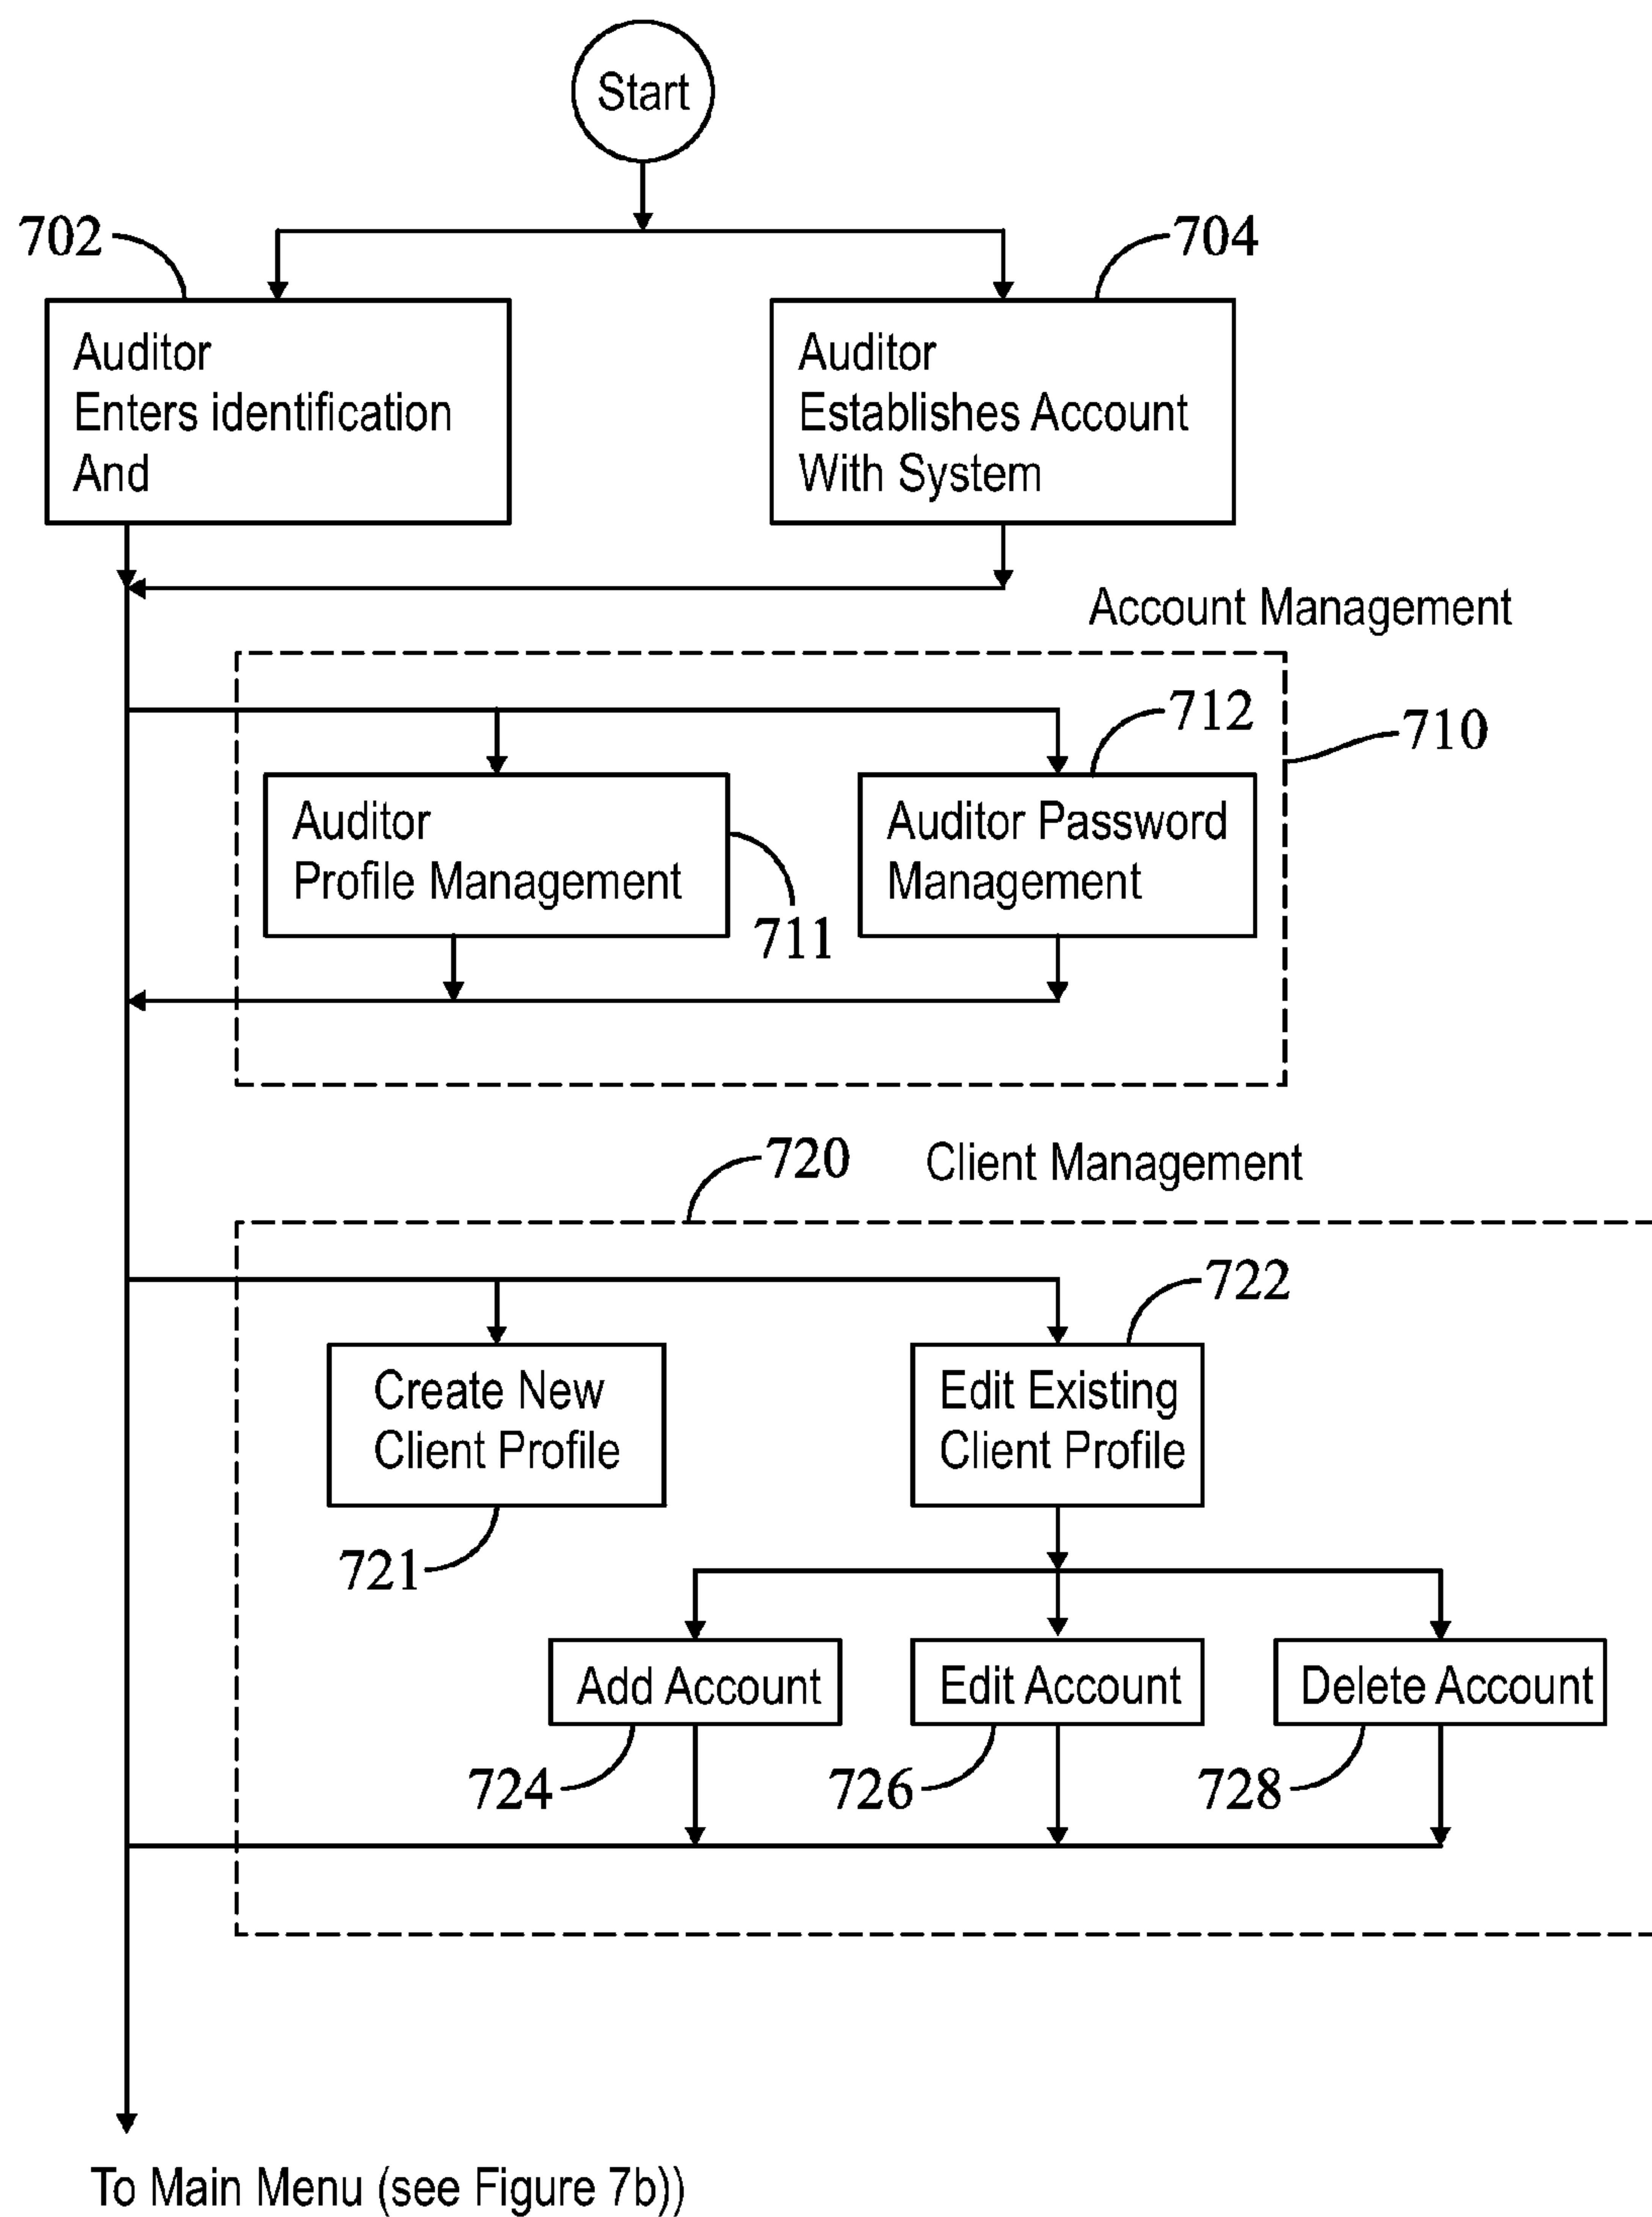 Start
702
704
Auditor
Enters identification
And
Auditor
Establishes Account
With System
Account Management
712
710
Auditor
Profile Management
Auditor Password
Management
711
720
Client Management
722
Create New
Client Profile
Edit Existing
Client Profile
721
Add Account
Edit Account
Delete Account
724
726
728
To Main Menu (see Figure 7b))